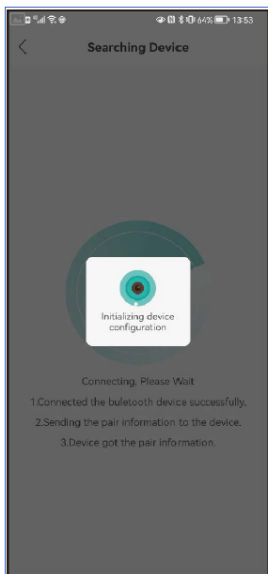 64% 13:53
Searching Device
Initializing device
configuration
Connecting, Please Wait
1.Connected the buletooth device successfully.
2.Sending the pair information to the device.
3.Device got the pair information.